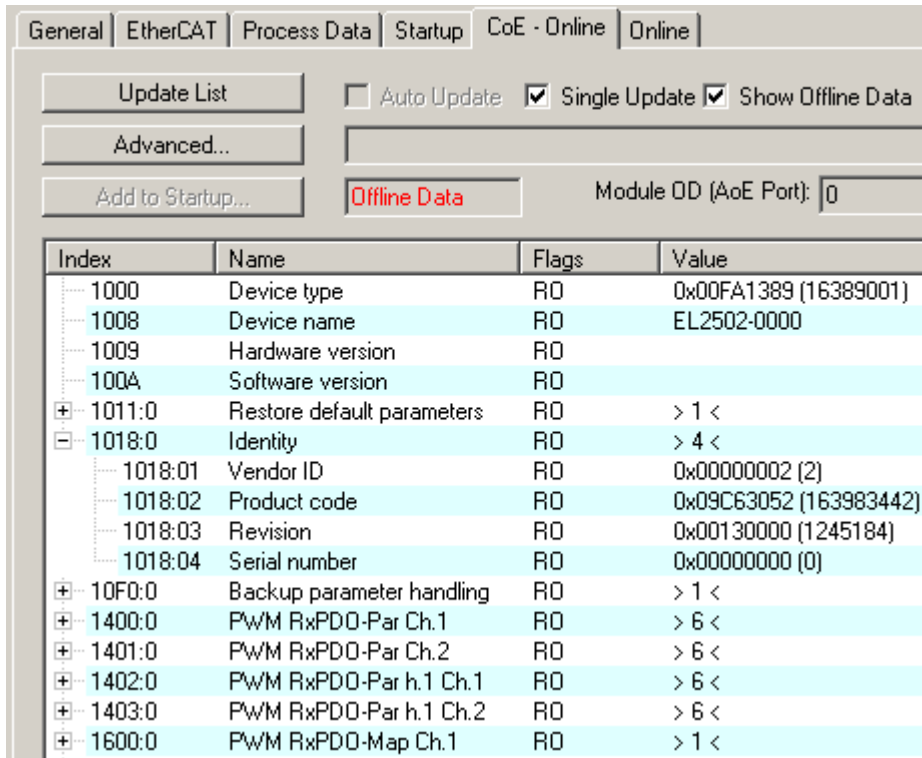 General EtherCAT Process Data Startup CoE - Online Online
Update List Auto Update Single Update Show Offline Data
Advanced...
Add to Startup... Offline Data Module OD (AoE Port): 0
Index Name Flags Value
1000 Device type RO 0x00FA1389 (16389001)
1008 Device name RO EL2502-0000
1009 Hardware version RO
100A Software version RO
1011:0 Restore default parameters RO > 1 <
1018:0 Identity RO > 4 <
1018:01 Vendor ID RO 0x00000002 (2)
1018:02 Product code RO 0x09C63052 (163983442)
1018:03 Revision RO 0x00130000 (1245184)
1018:04 Serial number RO 0x00000000 (0)
10F0:0 Backup parameter handling RO > 1 <
1400:0 PWM RxPDO-Par Ch.1 RO > 6 <
1401:0 PWM RxPDO-Par Ch.2 RO > 6 <
1402:0 PWM RxPDO-Par h.1 Ch.1 RO > 6 <
1403:0 PWM RxPDO-Par h.1 Ch.2 RO > 6 <
1600:0 PWM RxPDO-Map Ch.1 RO > 1 <